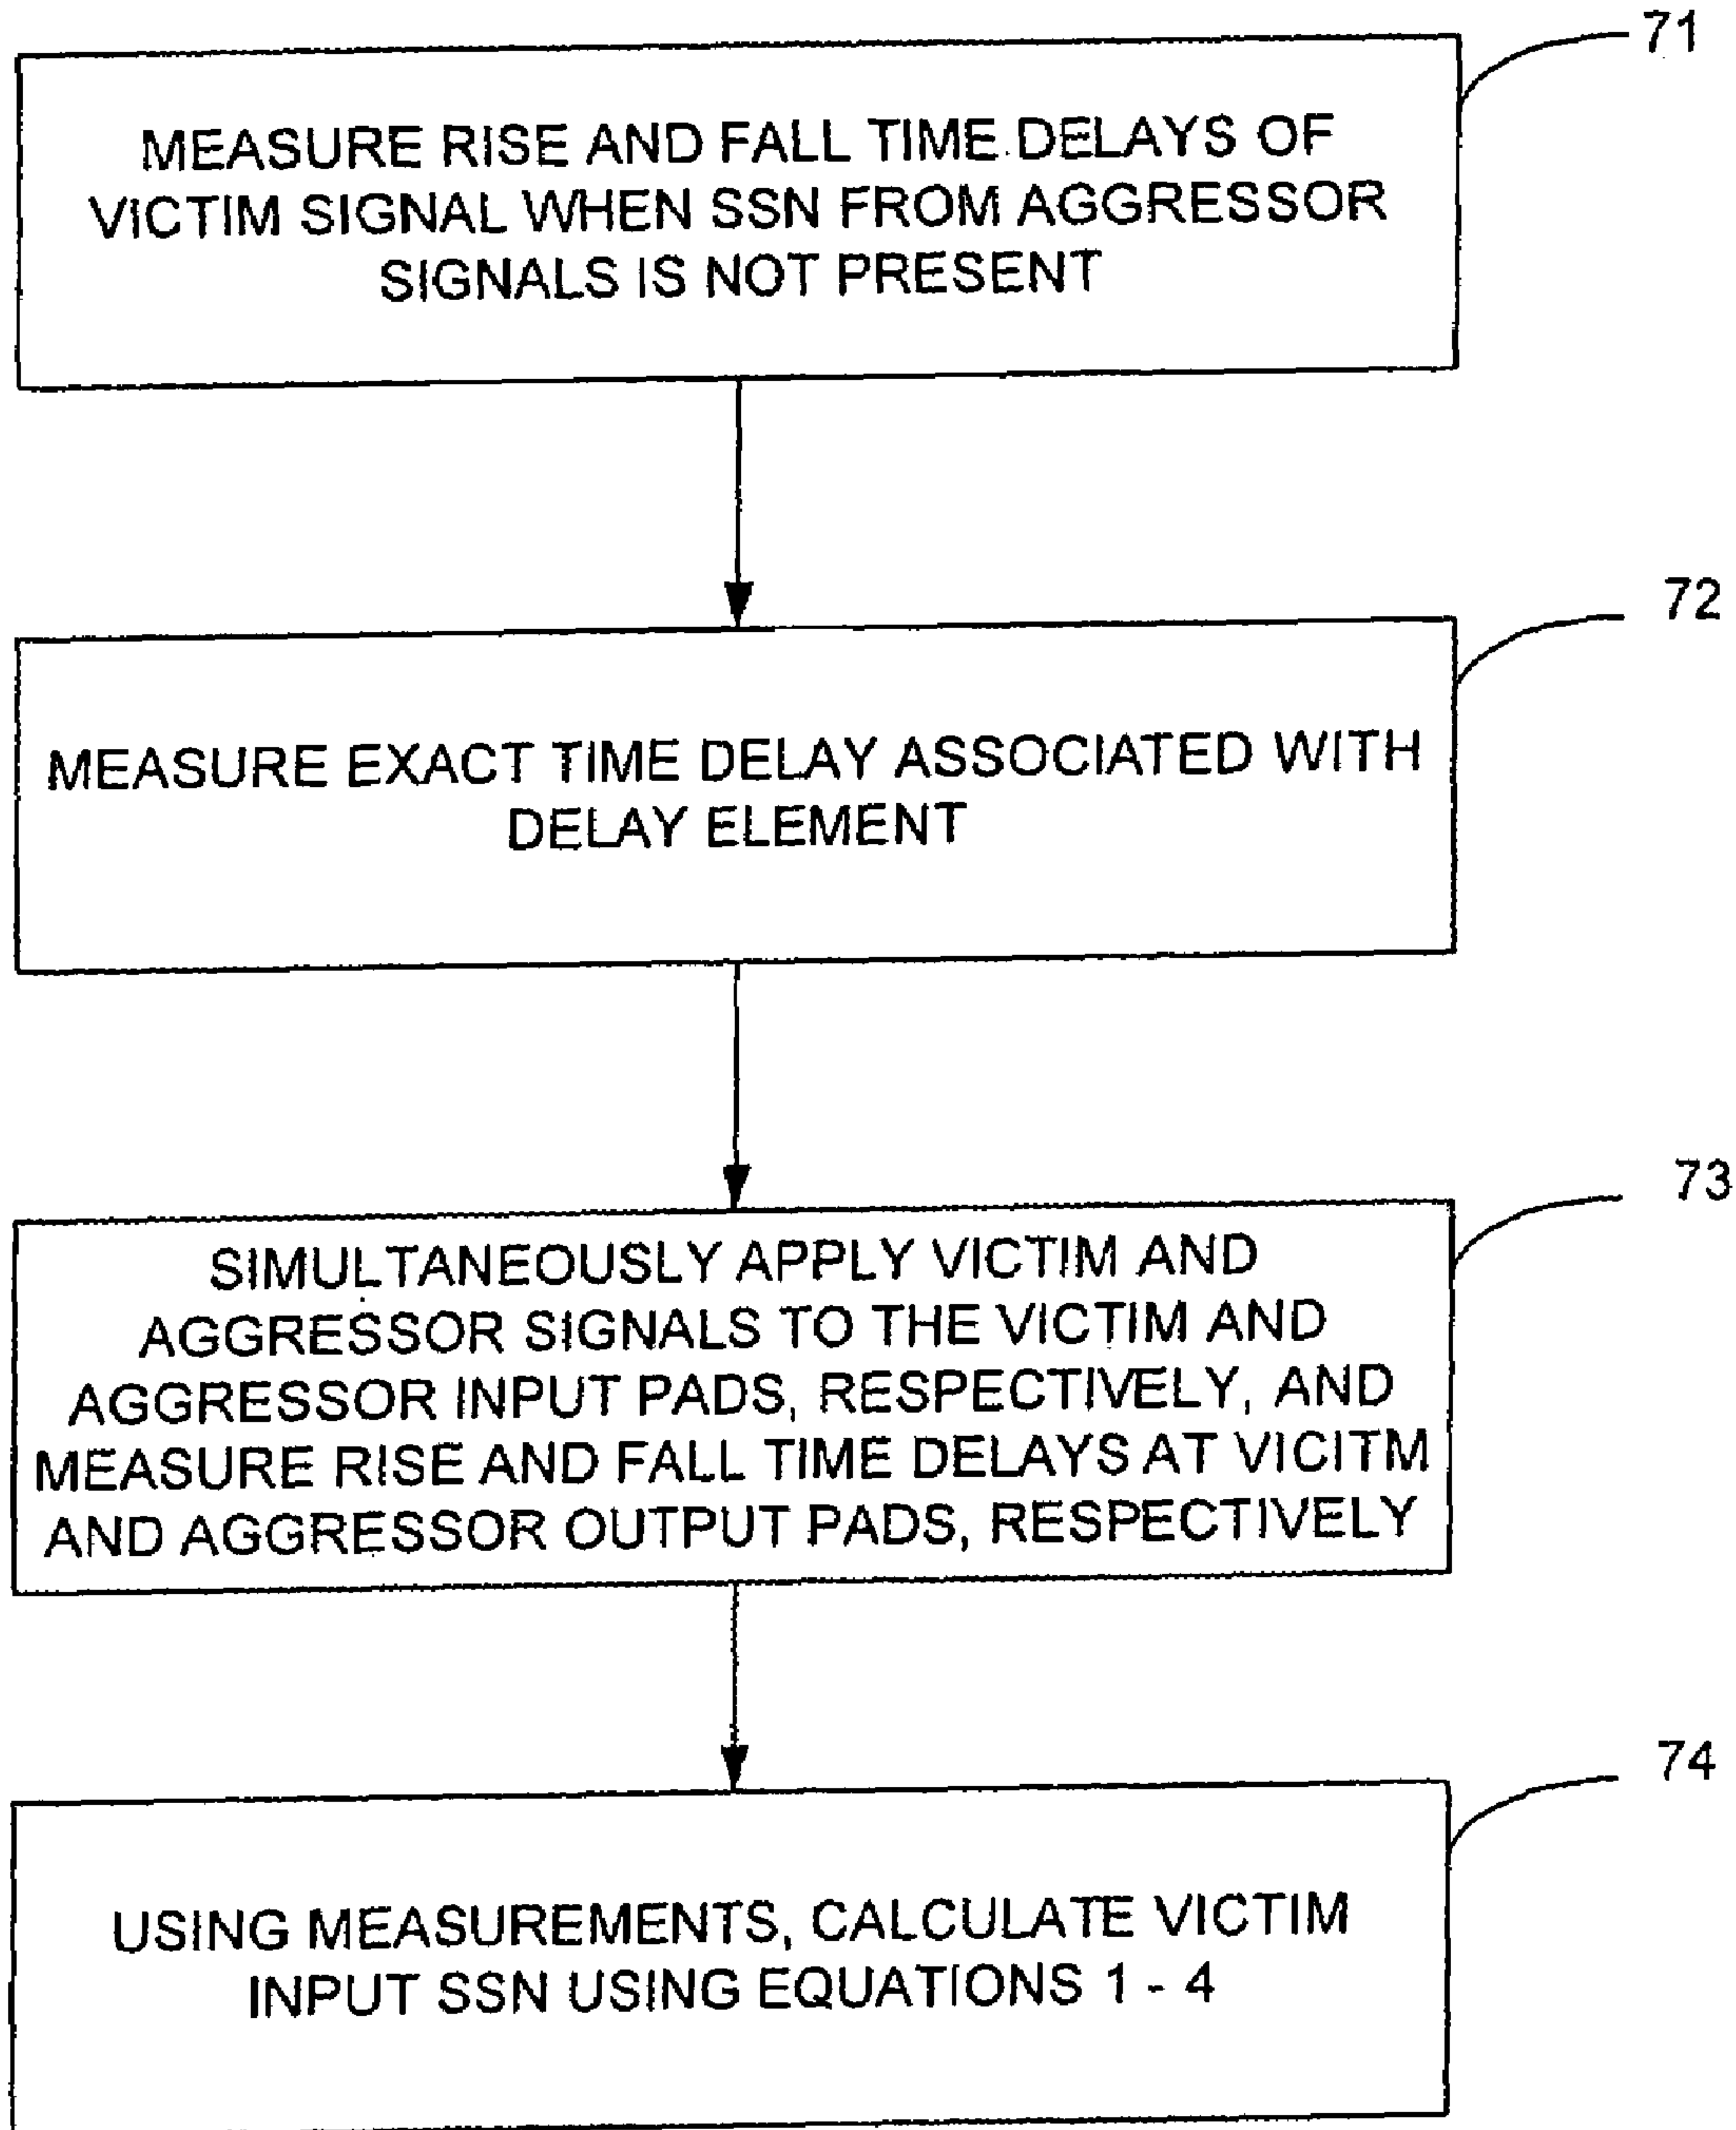 71
MEASURE RISE AND FALL TIME DELAYS OF
VICTIM SIGNAL WHEN SSN FROM AGGRESSOR
SIGNALS IS NOT PRESENT
72
MEASURE EXACT TIME DELAY ASSOCIATED WITH
DELAY ELEMENT
73
SIMULTANEOUSLY APPLY VICTIM AND
AGGRESSOR SIGNALS TO THE VICTIM AND
AGGRESSOR INPUT PADS, RESPECTIVELY, AND
MEASURE RISE AND FALL TIME DELAYS AT VICITM
AND AGGRESSOR OUTPUT PADS, RESPECTIVELY
74
USING MEASUREMENTS, CALCULATE VICTIM
INPUT SSN USING EQUATIONS 1 - 4